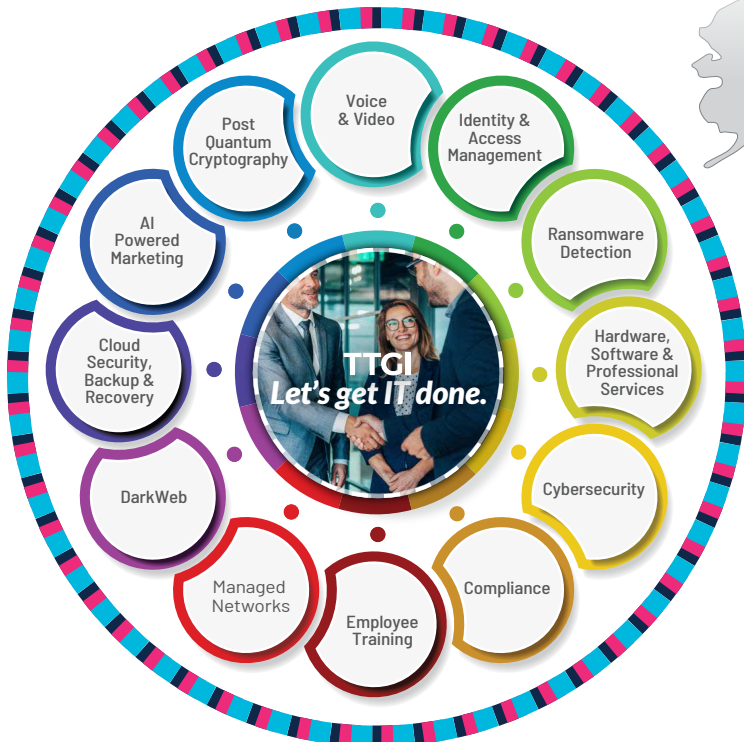 Voice
& Video
Identity &
Access
Management
Ransomware
Detection
Hardware,
Software &
Professional
Services
Cybersecurity
Compliance
Employee
Training
Managed
Networks
DarkWeb
Cloud
Security,
Backup &
Recovery
AI
Powered
Marketing
Post
Quantum
Cryptography
TTGI
Let's get IT done.